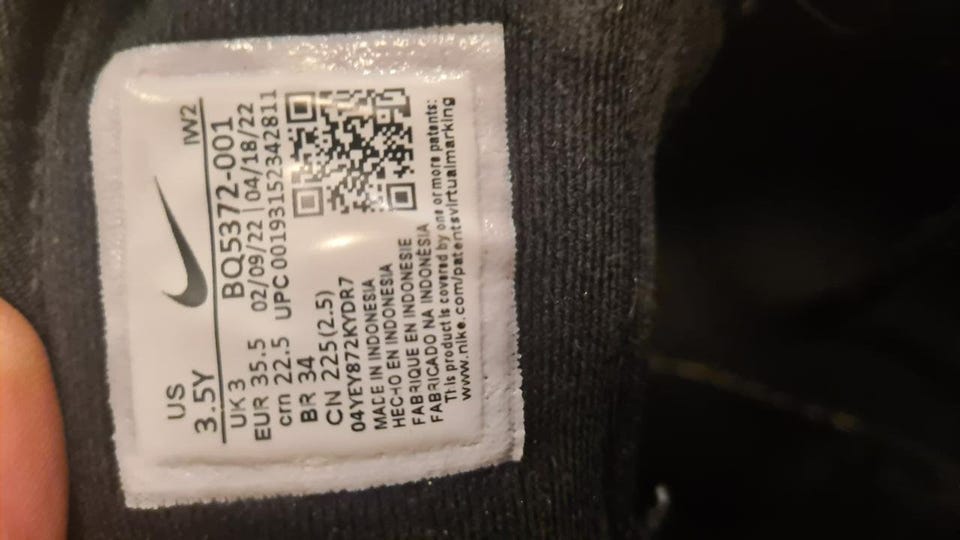 US
3.5Y
IW2
UK 3
BQ5372-001
EUR 35.5
02/09/22 | 04/18/22
cm 22.5
UPC 00193152342811
BR 34
CN 225(2.5)
04YEY872KYDR7
MADE IN INDONESIA
HECHO EN INDONESIA
FABRIQUE EN INDONESIE
FABRICADO NA INDONÉSIA
This product is covered by one or more patents:
www.nike.com/patentsvirtualmarking